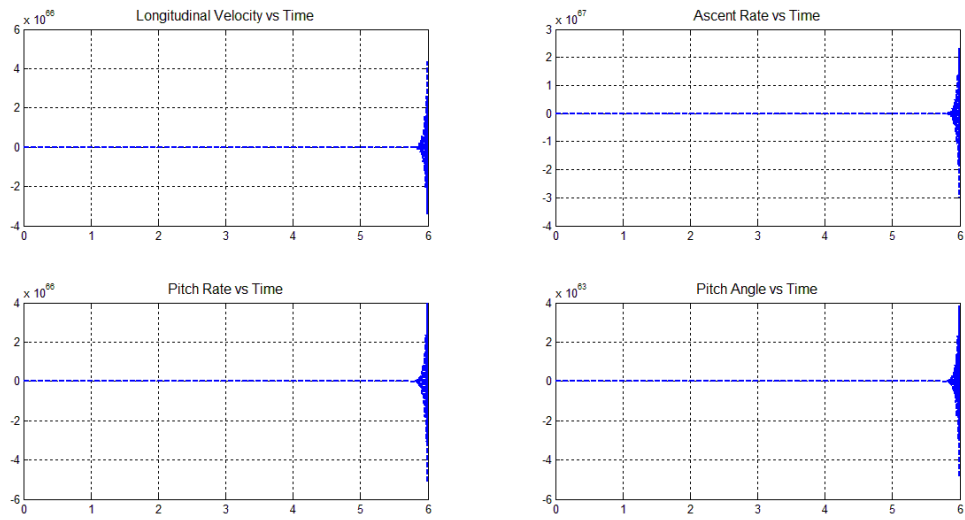 Longitudinal Velocity vs Time
x 10^66
6
4
2
0
-2
-4
0 1 2 3 4 5 6
Ascent Rate vs Time
x 10^67
3
2
1
0
-1
-2
-3
-4
0 1 2 3 4 5 6
Pitch Rate vs Time
x 10^66
4
2
0
-2
-4
-6
0 1 2 3 4 5 6
Pitch Angle vs Time
x 10^63
4
2
0
-2
-4
-6
0 1 2 3 4 5 6